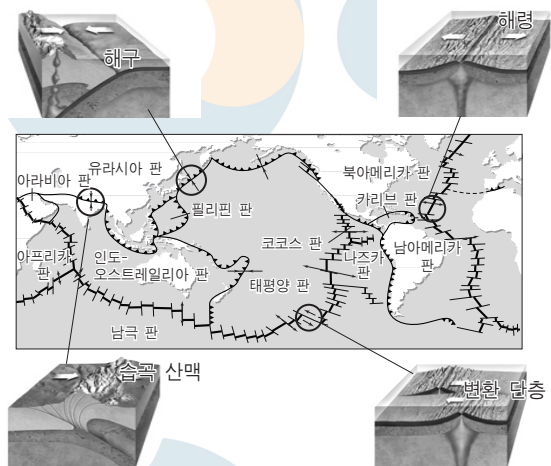 해구
해령
유라시아 판
북아메리카 판
아라비아 판
카리브 판
필리핀 판
코코스 판
아프리카
판
인도-
오스트레일리아 판
태평양 판
나즈카
판
남아메리카
판
남극 판
습곡 산맥
변환 단층